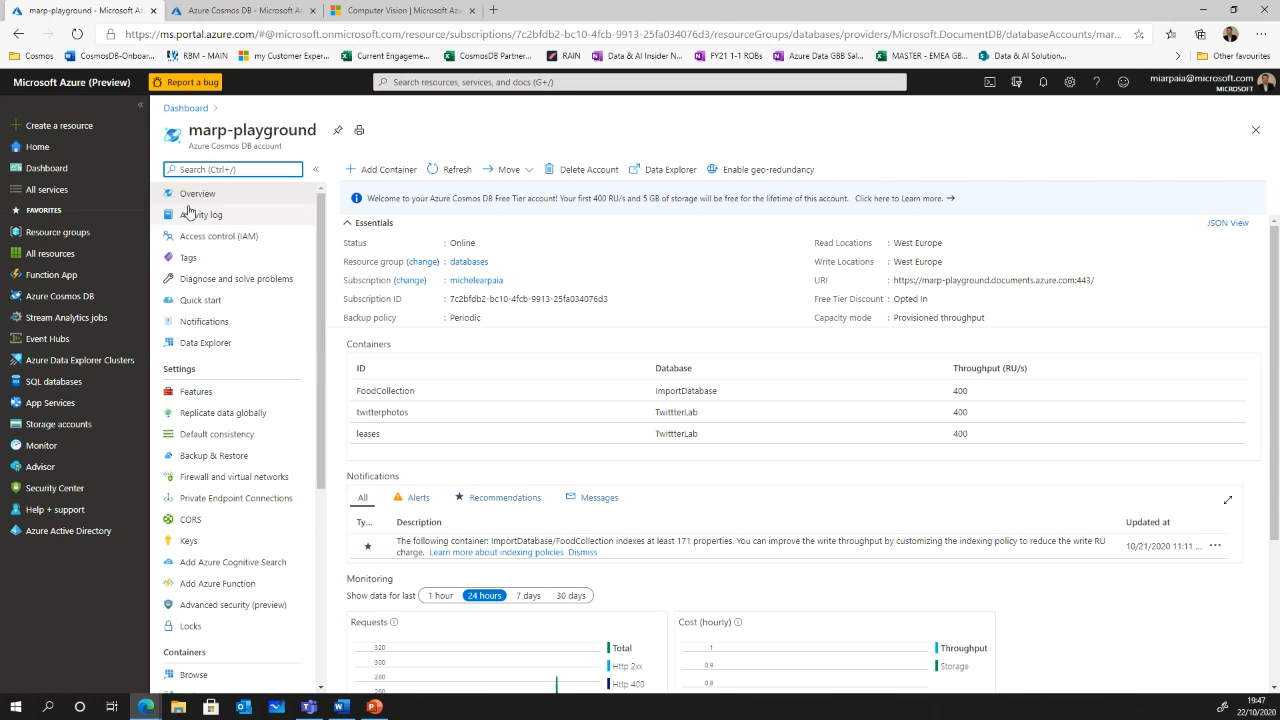 marp-playground - Microsoft Azu
Azure Cosmos DB - Microsoft Az
Computer Vision | Microsoft Azu
https://ms.portal.azure.com/#@microsoft.onmicrosoft.com/resource/subscriptions/7c2bfdb2-bc10-4fcb-9913-25fa034076d3/resourceGroups/databases/providers/Microsoft.DocumentDB/databaseAccounts/mar...
Cosmos
CosmosDB-Onboar...
RBM - MAIN
my Customer Exper...
Current Engageme...
CosmosDB Partner...
RAIN
Data & AI Insider N...
FY21 1-1 ROBs
Azure Data GBB Sal...
MASTER - EMEA GB...
Data & AI Solution...
Other favourites
Microsoft Azure (Preview)
Report a bug
Search resources, services, and docs (G+/)
miarpaia@microsoft.com
MICROSOFT
Create a resource
Home
Dashboard
All services
FAVORITES
Resource groups
All resources
Function App
Azure Cosmos DB
Stream Analytics jobs
Event Hubs
Azure Data Explorer Clusters
SQL databases
App Services
Storage accounts
Monitor
Advisor
Security Center
Help + support
Azure Active Directory
Dashboard >
marp-playground
Azure Cosmos DB account
Search (Ctrl+/)
Overview
Activity log
Access control (IAM)
Tags
Diagnose and solve problems
Quick start
Notifications
Data Explorer
Settings
Features
Replicate data globally
Default consistency
Backup & Restore
Firewall and virtual networks
Private Endpoint Connections
CORS
Keys
Add Azure Cognitive Search
Add Azure Function
Advanced security (preview)
Locks
Containers
Browse
Add Container
Refresh
Move
Delete Account
Data Explorer
Enable geo-redundancy
Welcome to your Azure Cosmos DB Free Tier account! Your first 400 RU/s and 5 GB of storage will be free for the lifetime of this account. Click here to Learn more. →
Essentials
JSON View
Status : Online
Resource group (change) : databases
Subscription (change) : michelearpaia
Subscription ID : 7c2bfdb2-bc10-4fcb-9913-25fa034076d3
Backup policy : Periodic
Read Locations : West Europe
Write Locations : West Europe
URI : https://marp-playground.documents.azure.com:443/
Free Tier Discount : Opted In
Capacity mode : Provisioned throughput
Containers
ID Database Throughput (RU/s)
FoodCollection ImportDatabase 400
twitterphotos TwittterLab 400
leases TwittterLab 400
Notifications
All Alerts Recommendations Messages
Ty... Description Updated at
The following container: ImportDatabase/FoodCollection indexes at least 171 properties. You can improve the write throughput by customizing the indexing policy to reduce the write RU
charge. Learn more about indexing policies Dismiss
10/21/2020 11:11 ...
Monitoring
Show data for last 1 hour 24 hours 7 days 30 days
Requests
320
300
280
260
Total
Http 2xx
Http 400
Cost (hourly)
1
0.9
0.8
Throughput
Storage
19:47
22/10/2020